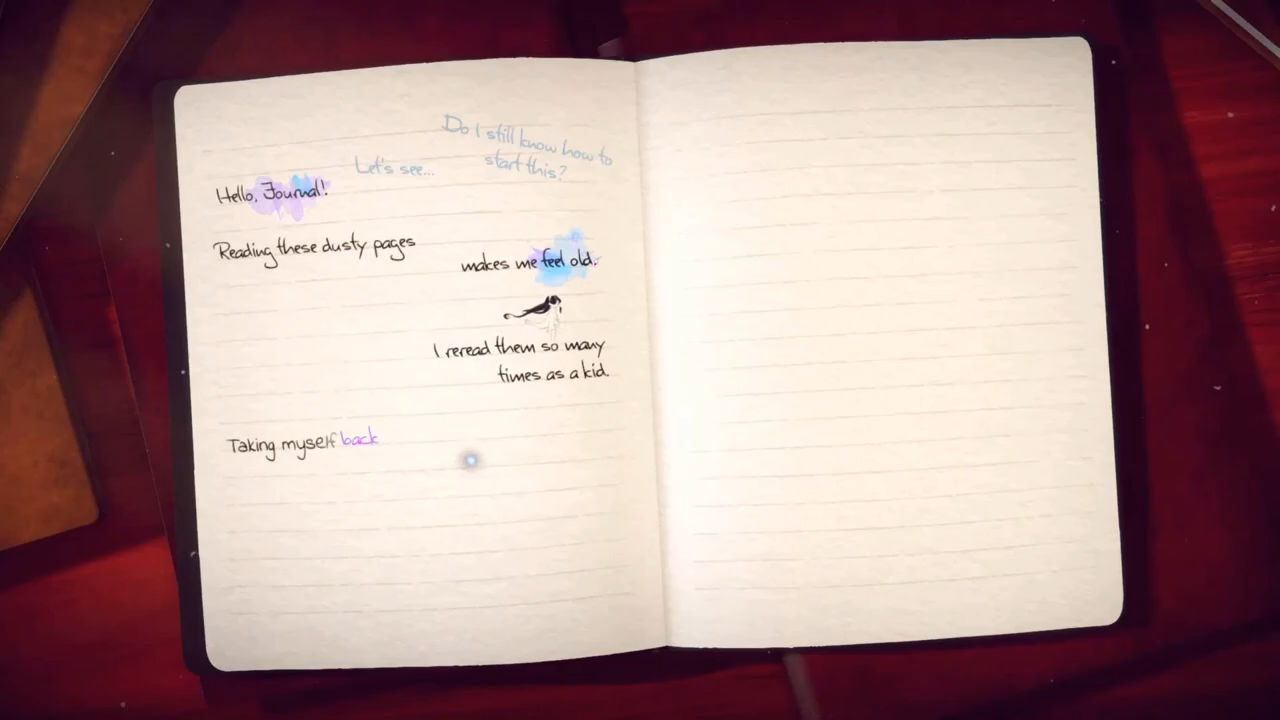 Do I still know how to
start this?
Let's see...
Hello, Journal!
Reading these dusty pages
makes me feel old.
I reread them so many
times as a kid.
Taking myself back